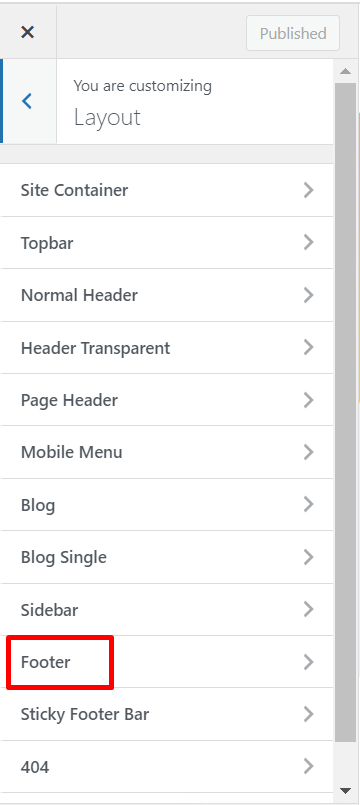 Published
You are customizing
Layout
Site Container
Topbar
Normal Header
Header Transparent
Page Header
Mobile Menu
Blog
Blog Single
Sidebar
Footer
Sticky Footer Bar
404